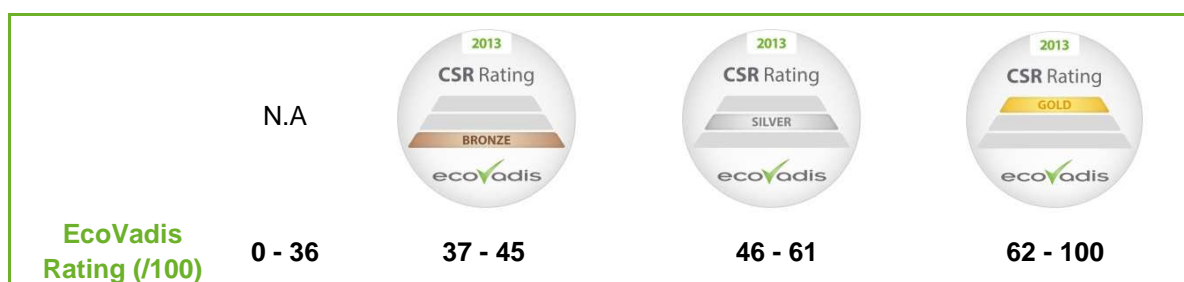 2013
CSR Rating
BRONZE
ecovadis
2013
CSR Rating
SILVER
ecovadis
2013
CSR Rating
GOLD
ecovadis
N.A
EcoVadis
Rating (/100)
0 - 36
37 - 45
46 - 61
62 - 100